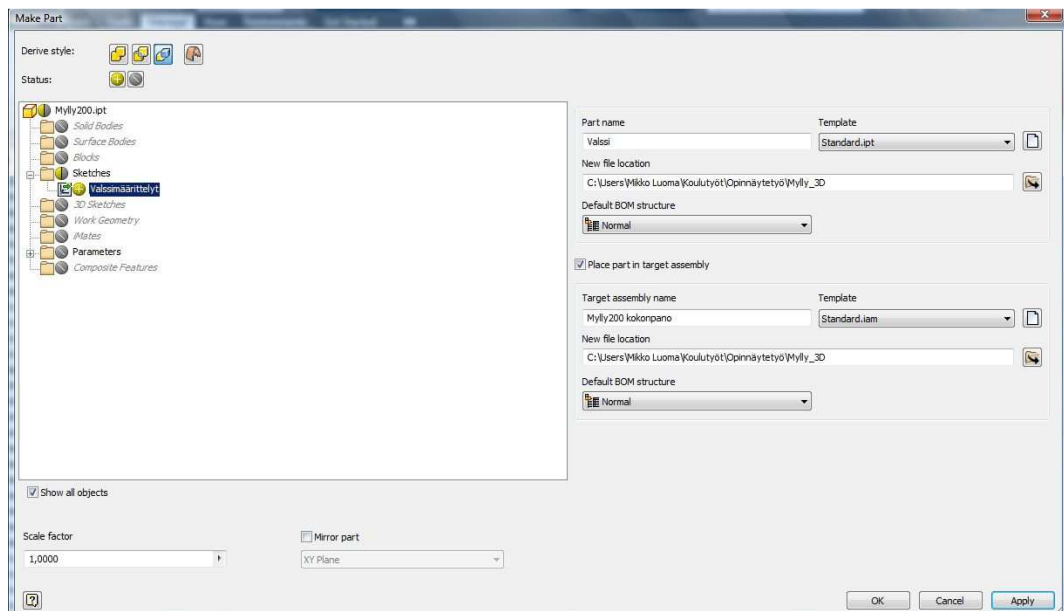 Make Part
Derive style:
Status:
Mylly200.ipt
Solid Bodies
Surface Bodies
Blocks
Sketches
Valssimäärittelyt
3D Sketches
Work Geometry
iMates
Parameters
Composite Features
Show all objects
Scale factor
1,0000
Mirror part
XY Plane
Part name
Template
Valssi
Standard.ipt
New file location
C:\Users\Mikko Luoma\Koulutyöt\Opinnäytetyö\Mylly_3D
Default BOM structure
Normal
Place part in target assembly
Target assembly name
Template
Mylly200 kokonpano
Standard.iam
New file location
C:\Users\Mikko Luoma\Koulutyöt\Opinnäytetyö\Mylly_3D
Default BOM structure
Normal
OK
Cancel
Apply